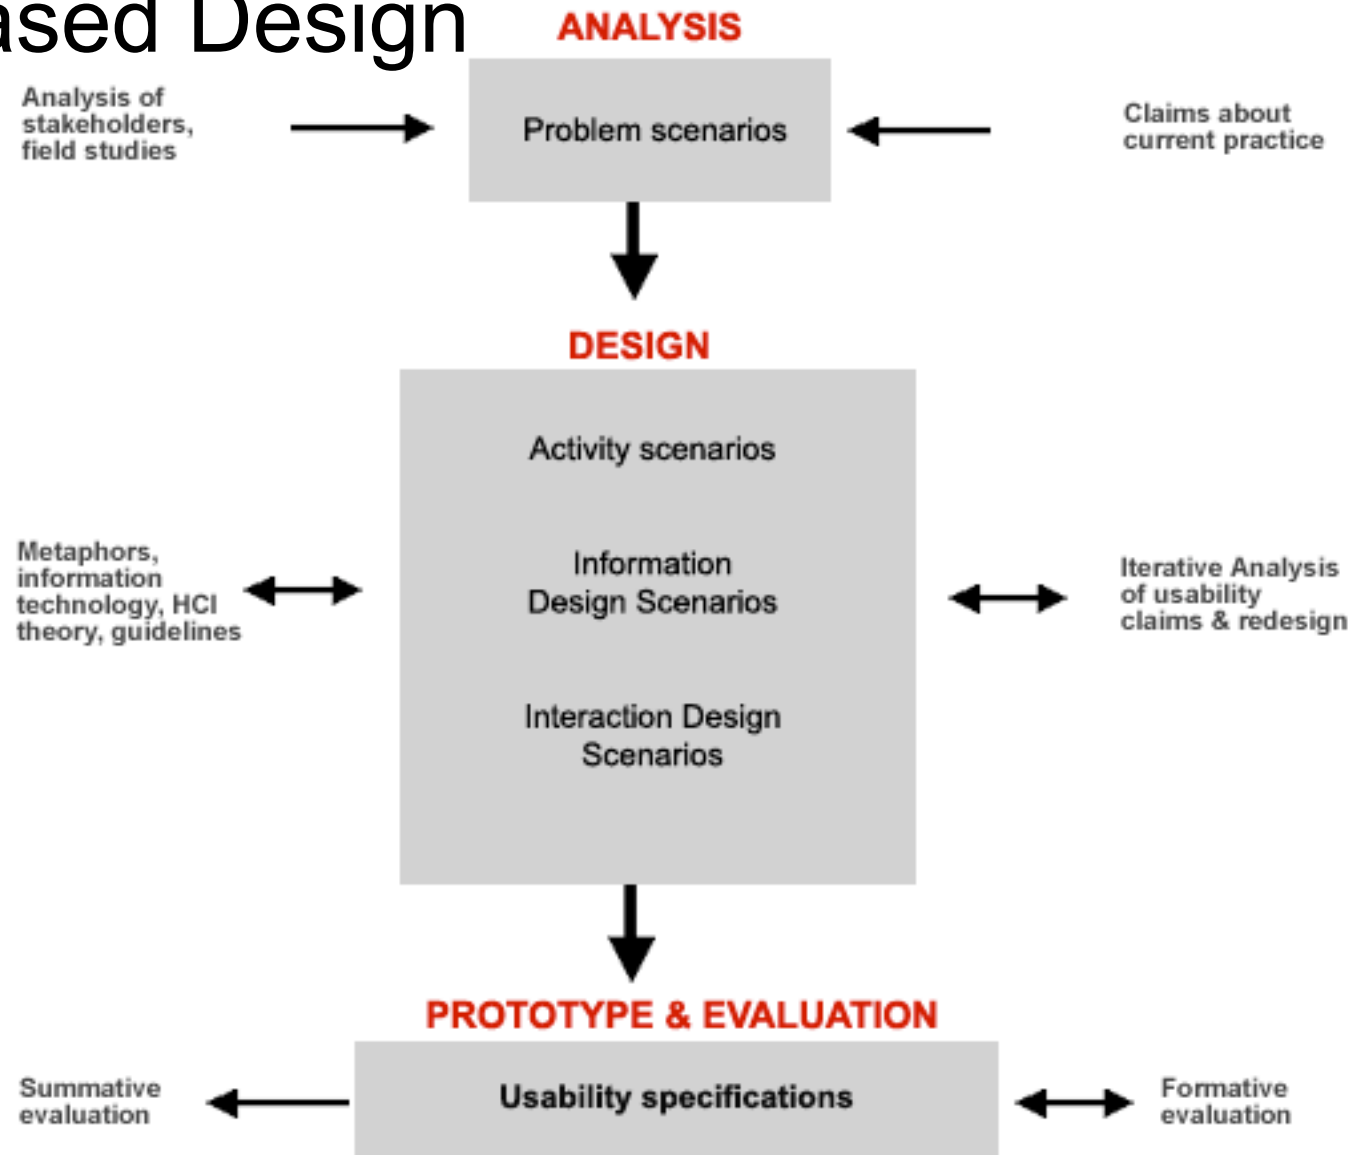 ased Design
ANALYSIS
Analysis of
stakeholders,
field studies
Problem scenarios
Claims about
current practice
DESIGN
Activity scenarios
Information
Design Scenarios
Interaction Design
Scenarios
Metaphors,
information
technology, HCI
theory, guidelines
Iterative Analysis
of usability
claims & redesign
PROTOTYPE & EVALUATION
Summative
evaluation
Usability specifications
Formative
evaluation